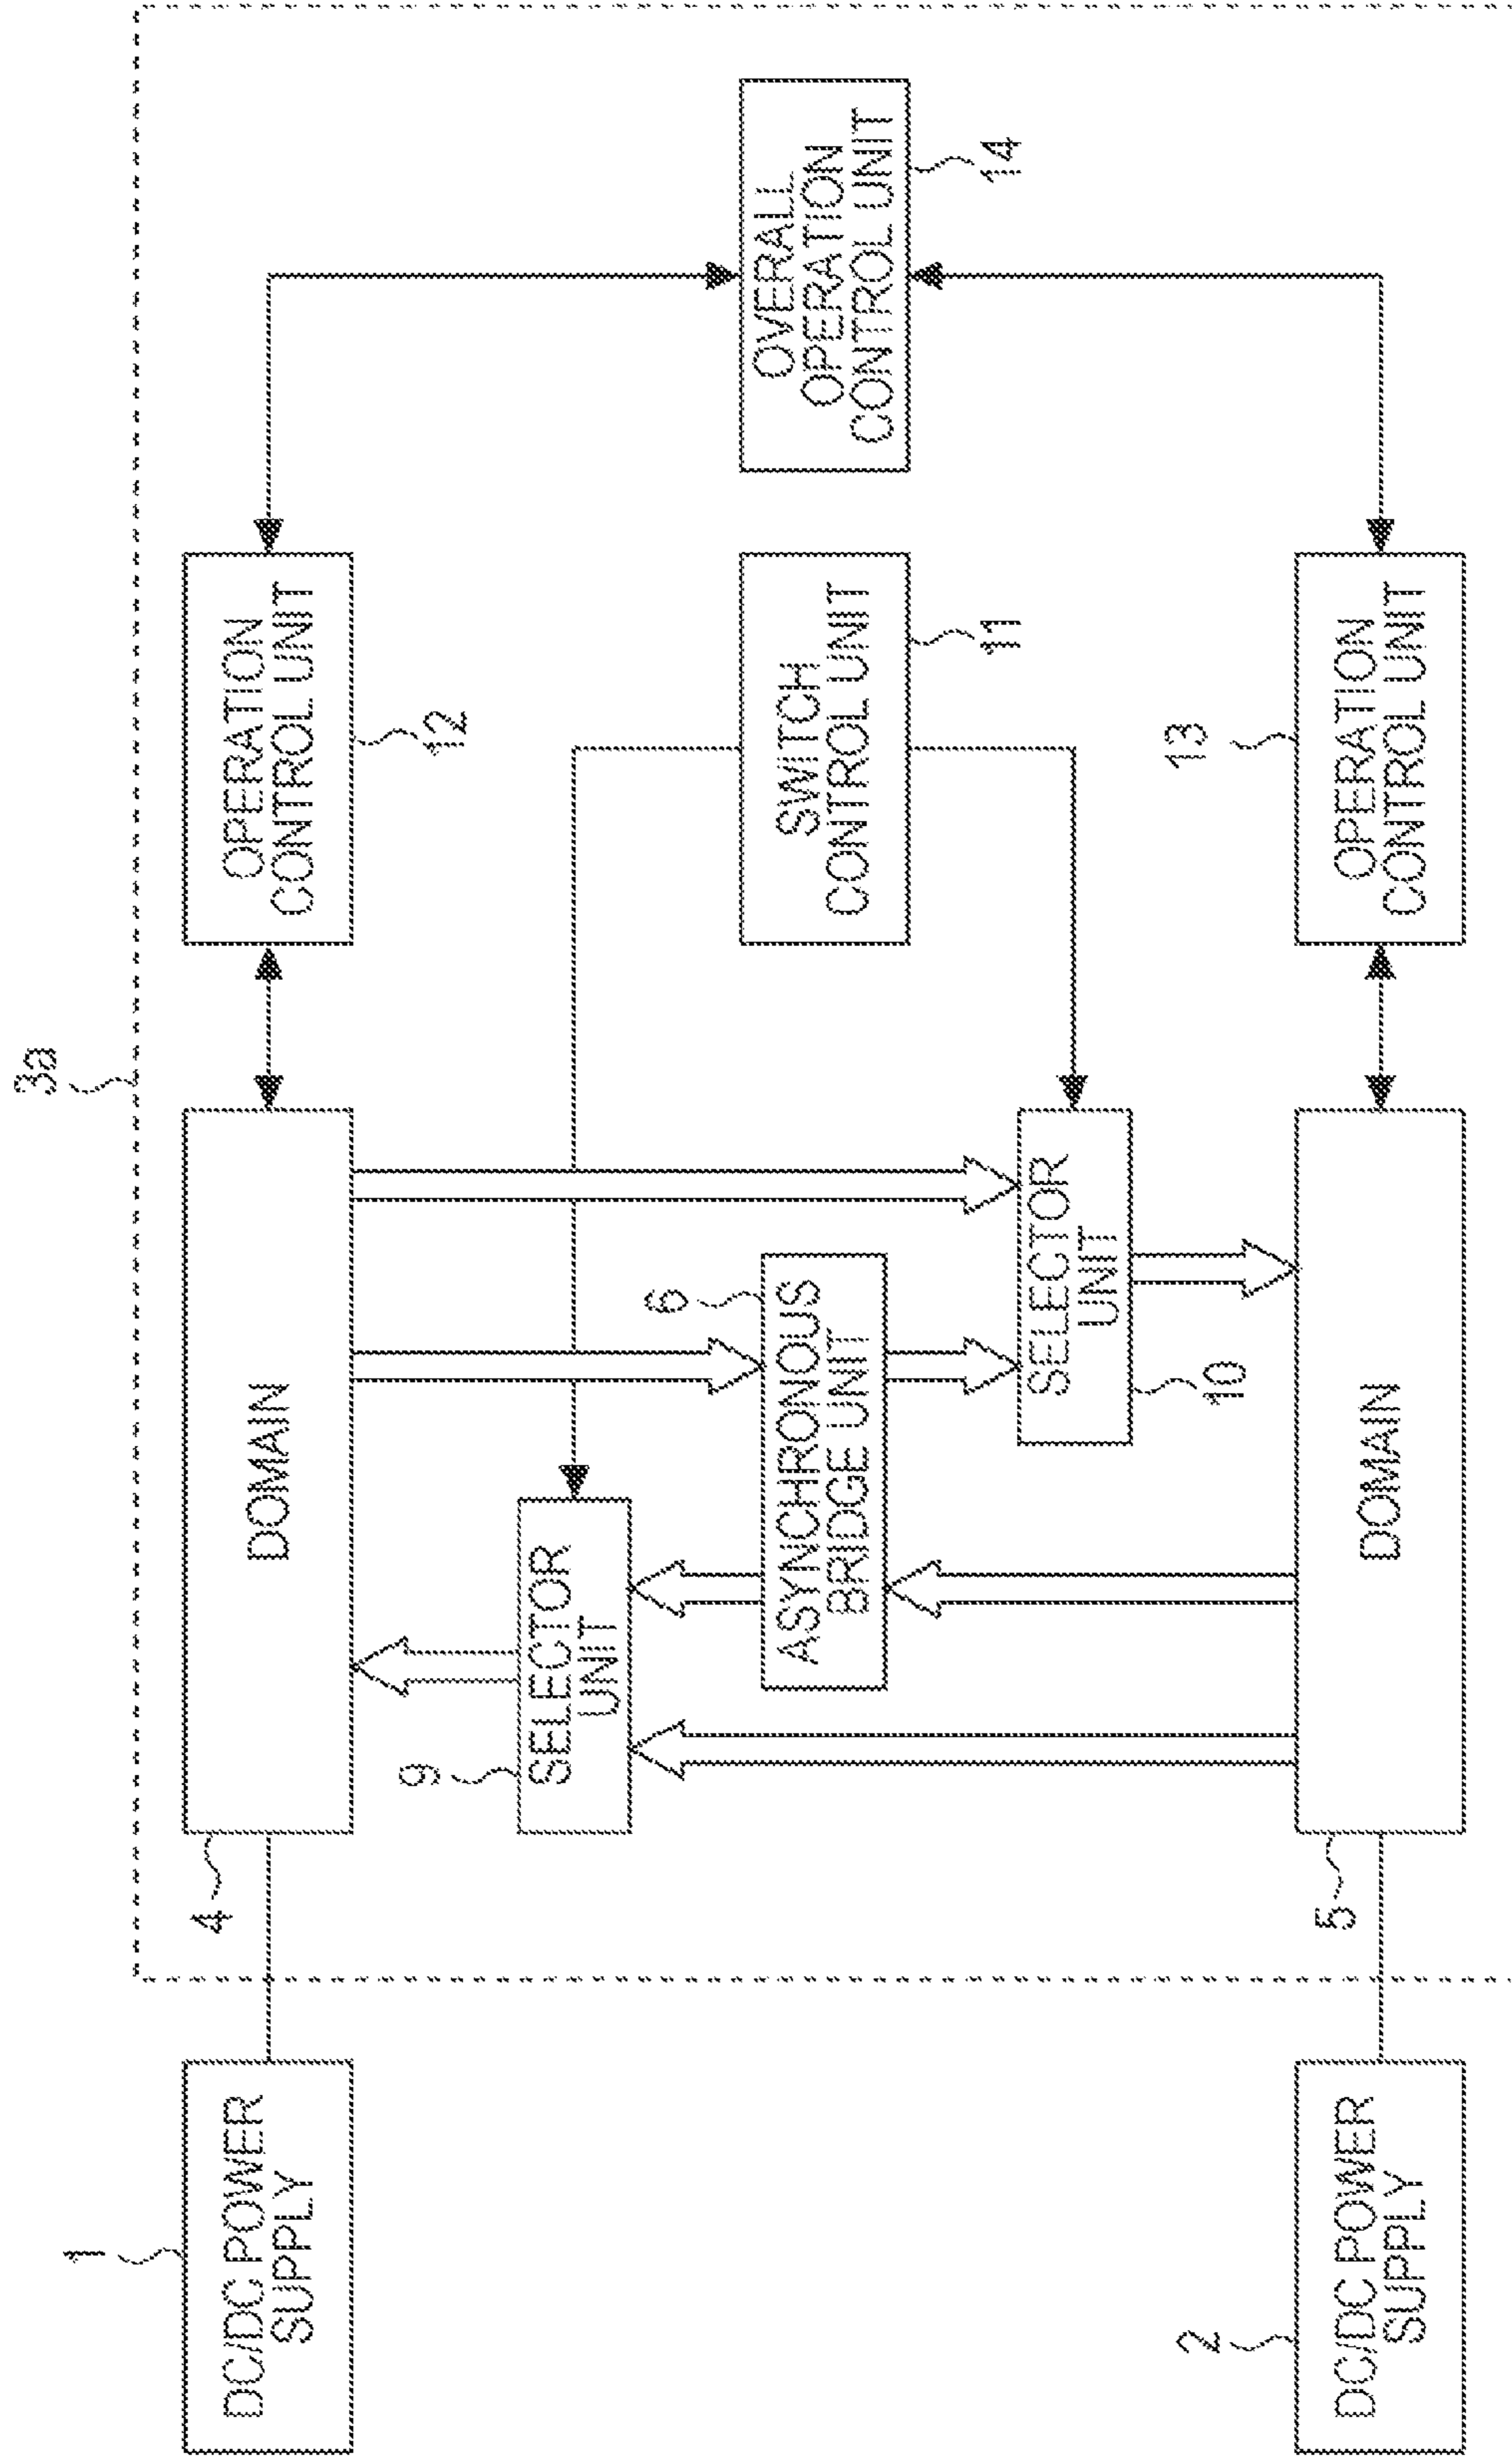 3a
1
DC/DC POWER
SUPPLY
4
DOMAIN
OPERATION
CONTROL UNIT
12
9
SELECTOR
UNIT
6
ASYNCHRONOUS
BRIDGE UNIT
SWITCH
CONTROL UNIT
11
OVERALL
OPERATION
CONTROL UNIT
14
SELECTOR
UNIT
10
2
DC/DC POWER
SUPPLY
5
DOMAIN
13
OPERATION
CONTROL UNIT